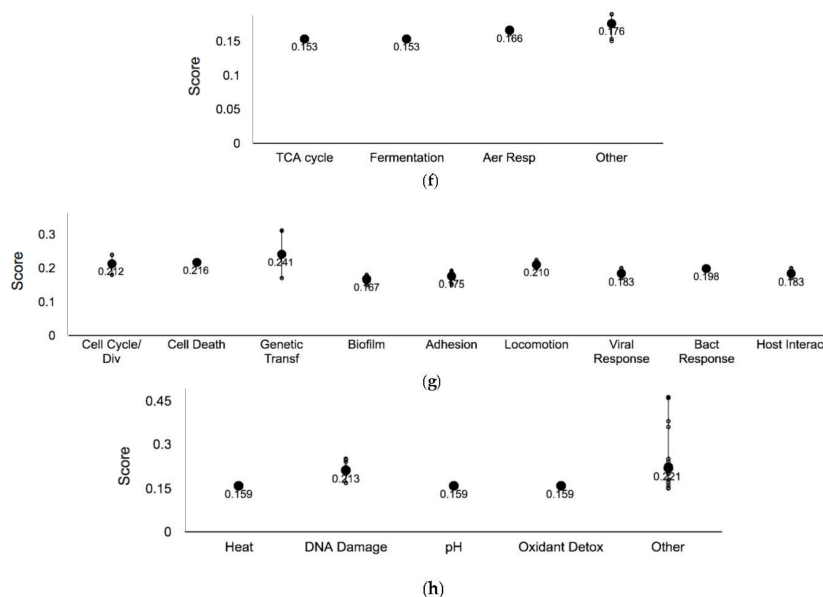 Score
0.15
0.1
0.05
0
0.153
0.153
0.166
0.176
TCA cycle
Fermentation
Aer Resp
Other
(f)
Score
0.3
0.2
0.1
0
0.212
0.216
0.241
0.167
0.175
0.210
0.183
0.198
0.183
Cell Cycle/
Div
Cell Death
Genetic
Transf
Biofilm
Adhesion
Locomotion
Viral
Response
Bact
Response
Host Interac
(g)
Score
0.45
0.3
0.15
0
0.159
0.213
0.159
0.159
0.221
Heat
DNA Damage
pH
Oxidant Detox
Other
(h)